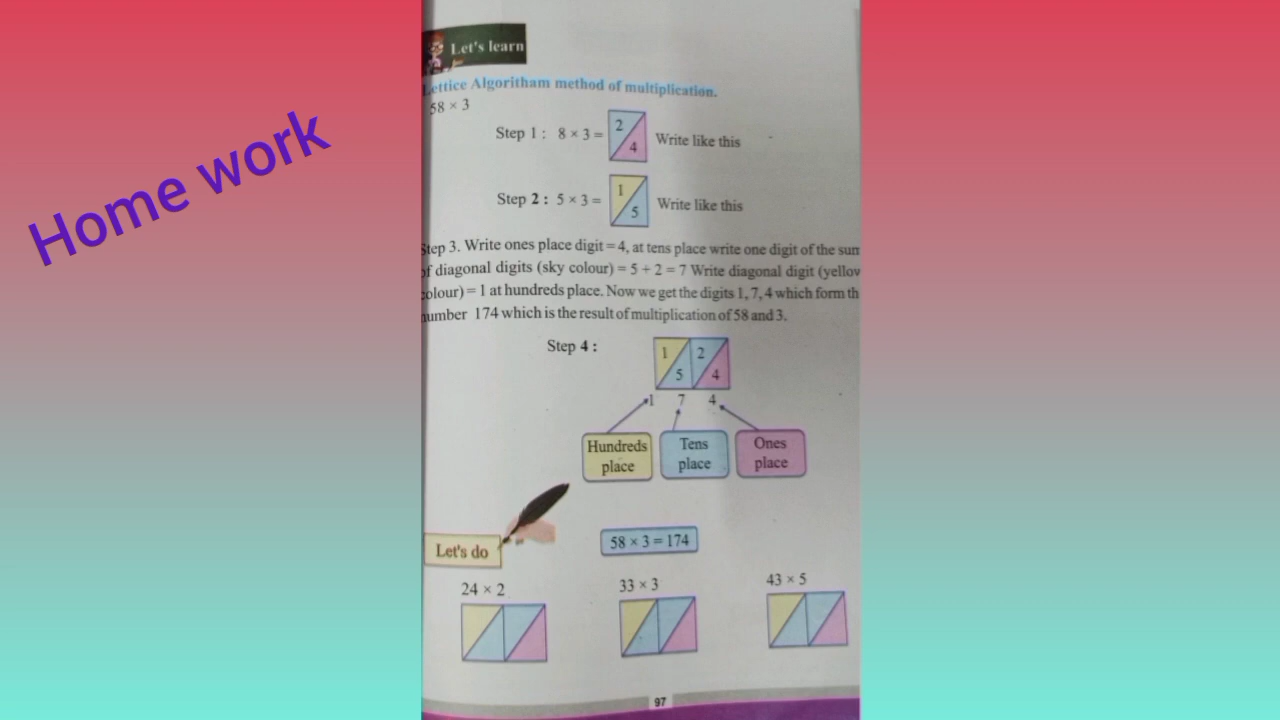 Home work
Let's learn
Lettice Algoritham method of multiplication.
58 × 3
Step 1 : 8 × 3 = 2 4 Write like this
Step 2 : 5 × 3 = 1 5 Write like this
Step 3. Write ones place digit = 4, at tens place write one digit of the sum
of diagonal digits (sky colour) = 5 + 2 = 7 Write diagonal digit (yellow
colour) = 1 at hundreds place. Now we get the digits 1, 7, 4 which form th
number 174 which is the result of multiplication of 58 and 3.
Step 4 :
1 2
5 4
1 7 4
Hundreds place
Tens place
Ones place
Let's do
58 × 3 = 174
24 × 2
33 × 3
43 × 5
97